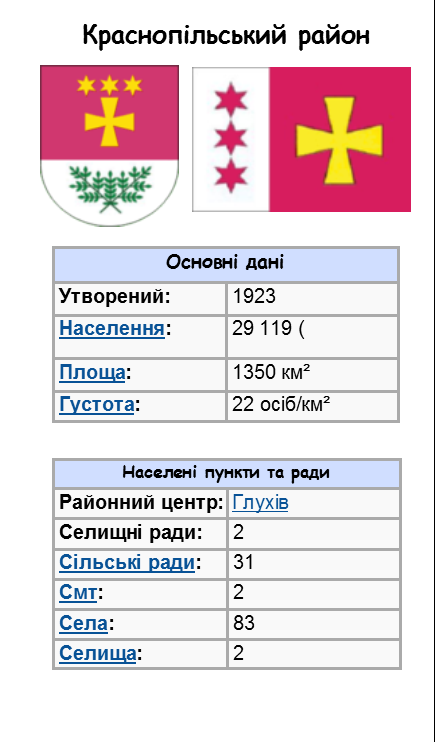 Краснопільський район
Основні дані
Утворений: 1923
Населення: 29 119 (
Площа: 1350 км²
Густота: 22 осіб/км²
Населені пункти та ради
Районний центр: Глухів
Селищні ради: 2
Сільські ради: 31
Смт: 2
Села: 83
Селища: 2